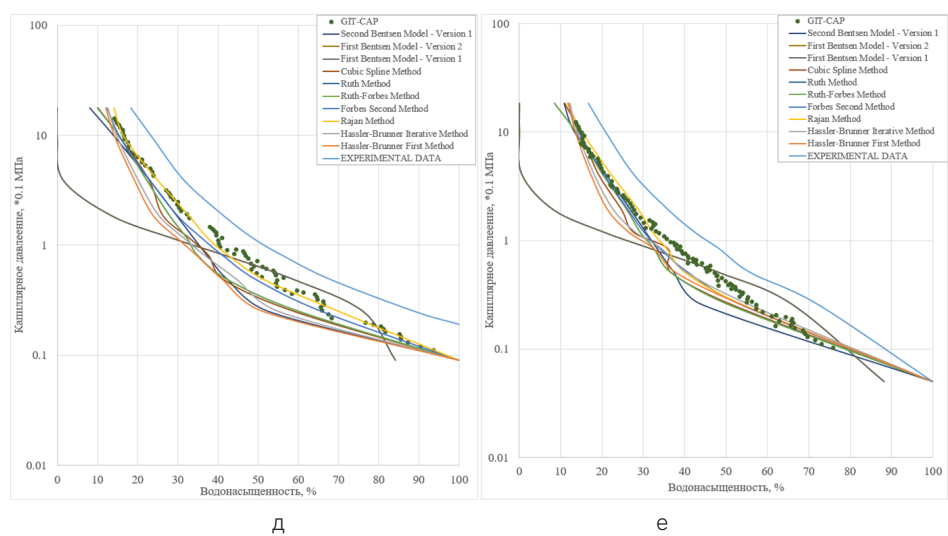 100
10
1
0.1
0.01
Капиллярное давлеение, *0.1 МПа
0 10 20 30 40 50 60 70 80 90 100
Водонасыщенность, %
GIT-CAP
Second Bentsen Model - Version 1
First Bentsen Model - Version 2
First Bentsen Model - Version 1
Cubic Spline Method
Ruth Method
Ruth-Forbes Method
Forbes Second Method
Rajan Method
Hassler-Brunner Iterative Method
Hassler-Brunner First Method
EXPERIMENTAL DATA
д
100
10
1
0.1
0.01
Капиллярное давлеение, *0.1 МПа
0 10 20 30 40 50 60 70 80 90 100
Водонасыщенность, %
GIT-CAP
Second Bentsen Model - Version 1
First Bentsen Model - Version 2
First Bentsen Model - Version 1
Cubic Spline Method
Ruth Method
Ruth-Forbes Method
Forbes Second Method
Rajan Method
Hassler-Brunner Iterative Method
Hassler-Brunner First Method
EXPERIMENTAL DATA
е